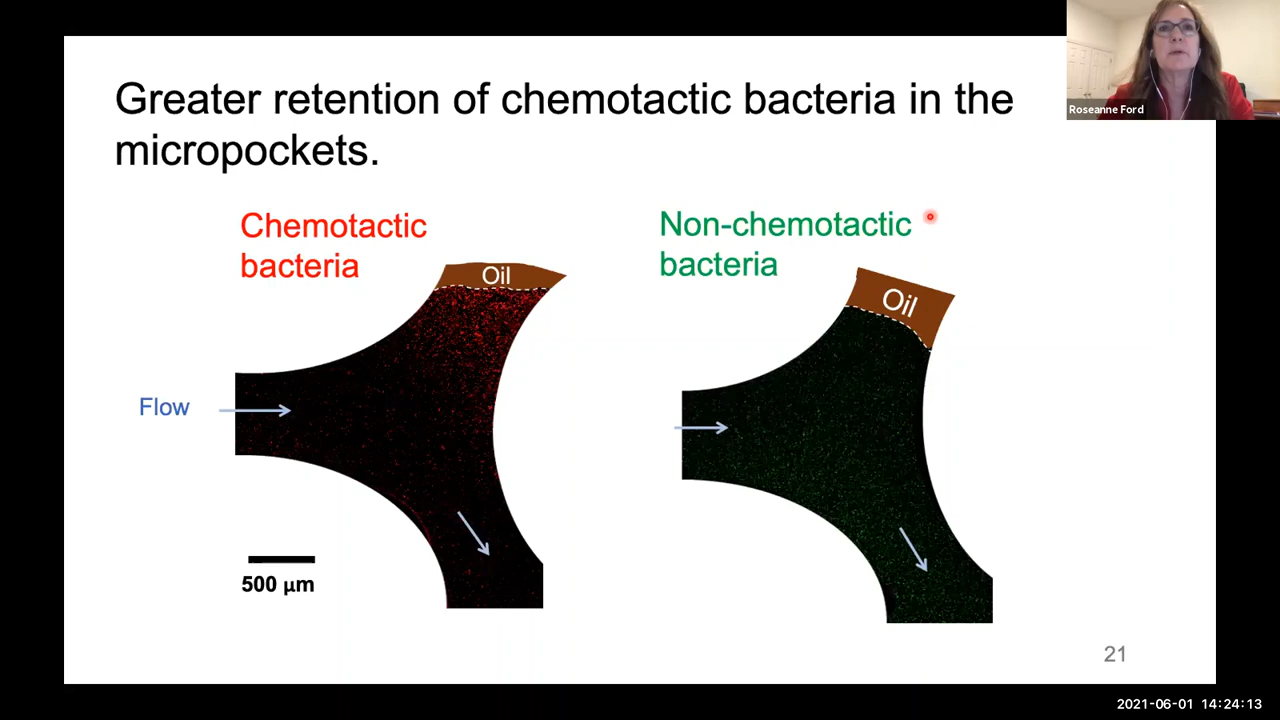 Roseanne Ford
Greater retention of chemotactic bacteria in the
micropockets.
Chemotactic
bacteria
Oil
Flow
500 µm
Non-chemotactic
bacteria
Oil
21
2021-06-01 14:24:13